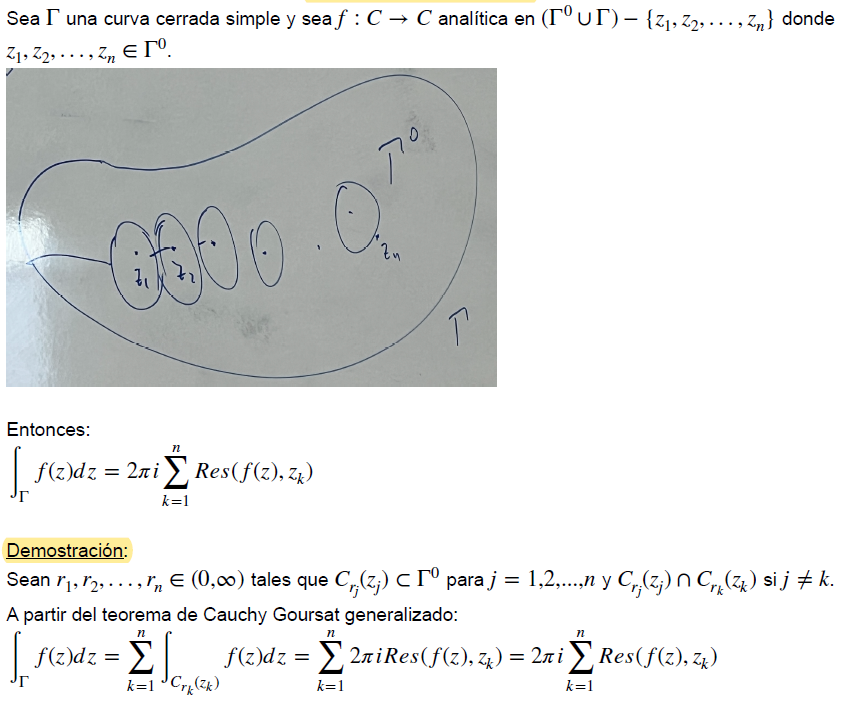 Sea Γ una curva cerrada simple y sea f : C → C analítica en (Γ⁰ ∪ Γ) − {z₁, z₂, . . . , zₙ} donde
z₁, z₂, . . . , zₙ ∈ Γ⁰.
Γ⁰
z₁ z₂ zₙ
Γ
Entonces:
∫_Γ f(z)dz = 2πi ∑_{k=1}^{n} Res(f(z), z_k)
Demostración:
Sean r₁, r₂, . . . , rₙ ∈ (0,∞) tales que C_{r_j}(z_j) ⊂ Γ⁰ para j = 1,2,...,n y C_{r_j}(z_j) ∩ C_{r_k}(z_k) si j ≠ k.
A partir del teorema de Cauchy Goursat generalizado:
∫_Γ f(z)dz = ∑_{k=1}^{n} ∫_{C_{r_k}(z_k)} f(z)dz = ∑_{k=1}^{n} 2πiRes(f(z), z_k) = 2πi ∑_{k=1}^{n} Res(f(z), z_k)